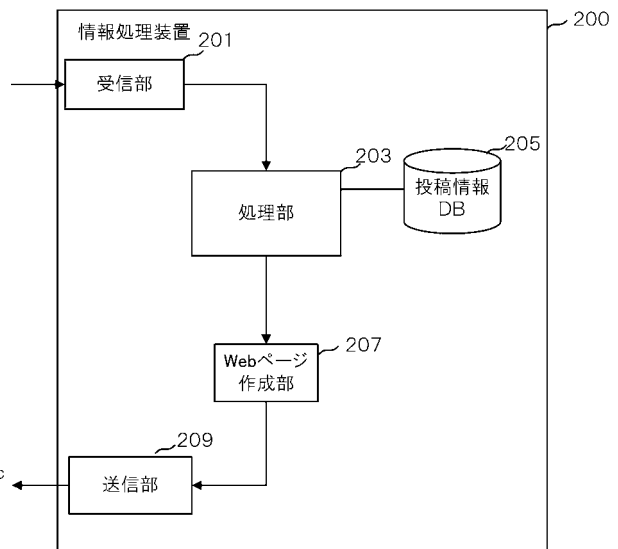 200
情報処理装置
201
受信部
203
205
処理部
投稿情報
DB
207
Webページ
作成部
209
送信部
c